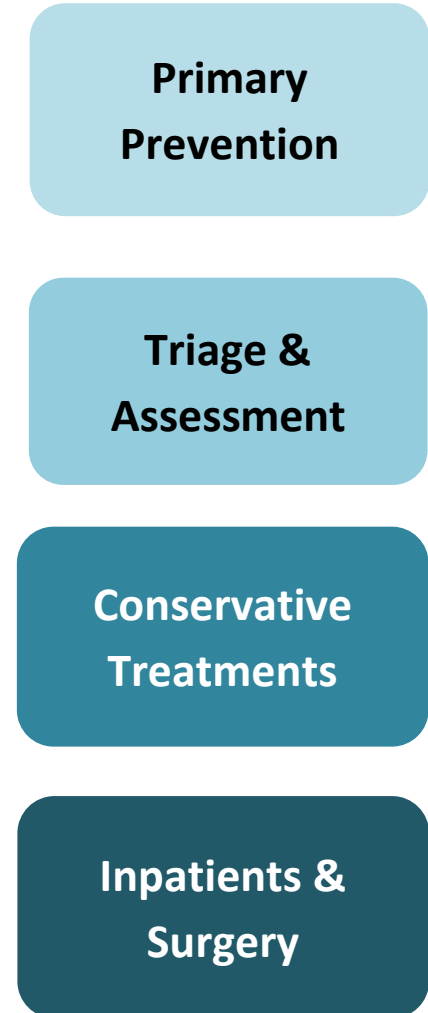 Primary
Prevention
Triage &
Assessment
Conservative
Treatments
Inpatients &
Surgery